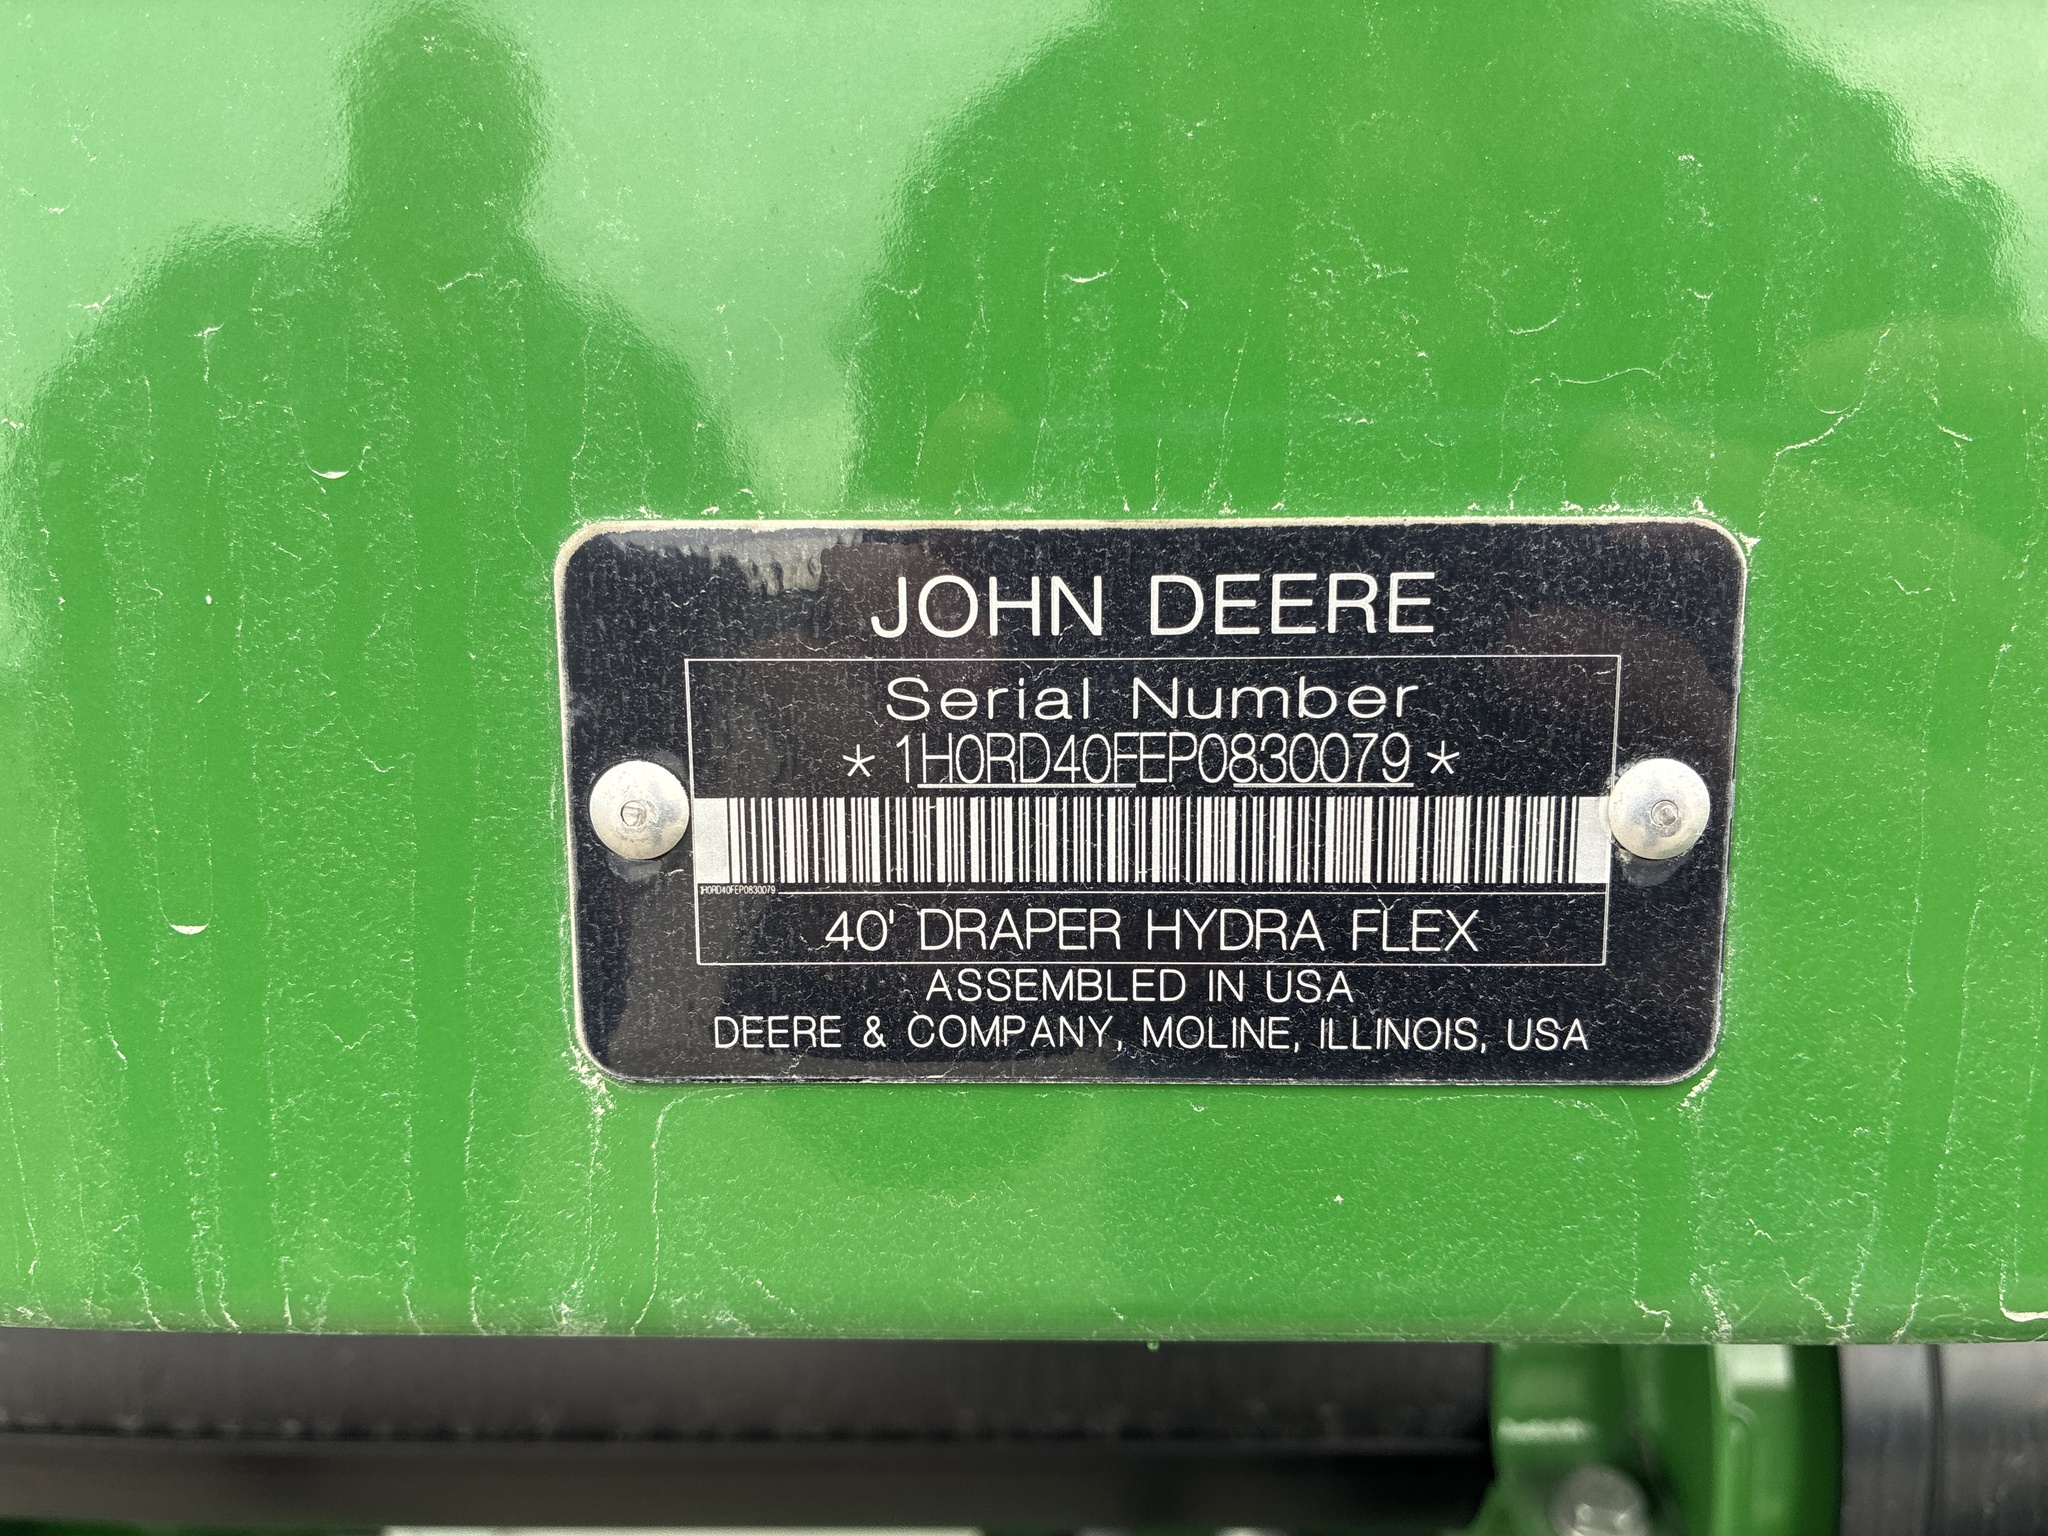 JOHN DEERE
Serial Number
* 1H0RD40FEP0830079 *
1H0RD40FEP0830079
40' DRAPER HYDRA FLEX
ASSEMBLED IN USA
DEERE & COMPANY, MOLINE, ILLINOIS, USA